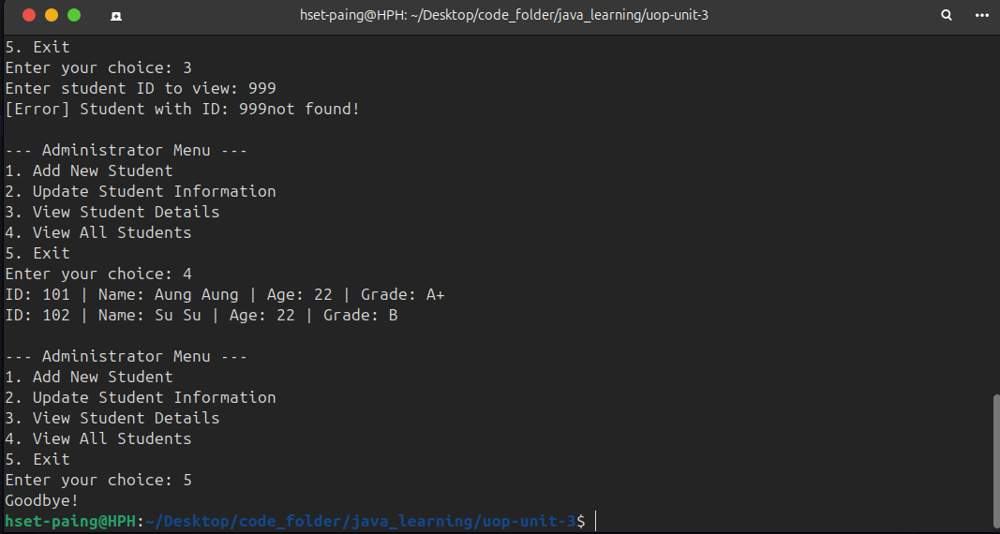 hset-paing@HPH: ~/Desktop/code_folder/java_learning/uop-unit-3
5. Exit
Enter your choice: 3
Enter student ID to view: 999
[Error] Student with ID: 999not found!

--- Administrator Menu ---
1. Add New Student
2. Update Student Information
3. View Student Details
4. View All Students
5. Exit
Enter your choice: 4
ID: 101 | Name: Aung Aung | Age: 22 | Grade: A+
ID: 102 | Name: Su Su | Age: 22 | Grade: B

--- Administrator Menu ---
1. Add New Student
2. Update Student Information
3. View Student Details
4. View All Students
5. Exit
Enter your choice: 5
Goodbye!
hset-paing@HPH:~/Desktop/code_folder/java_learning/uop-unit-3$